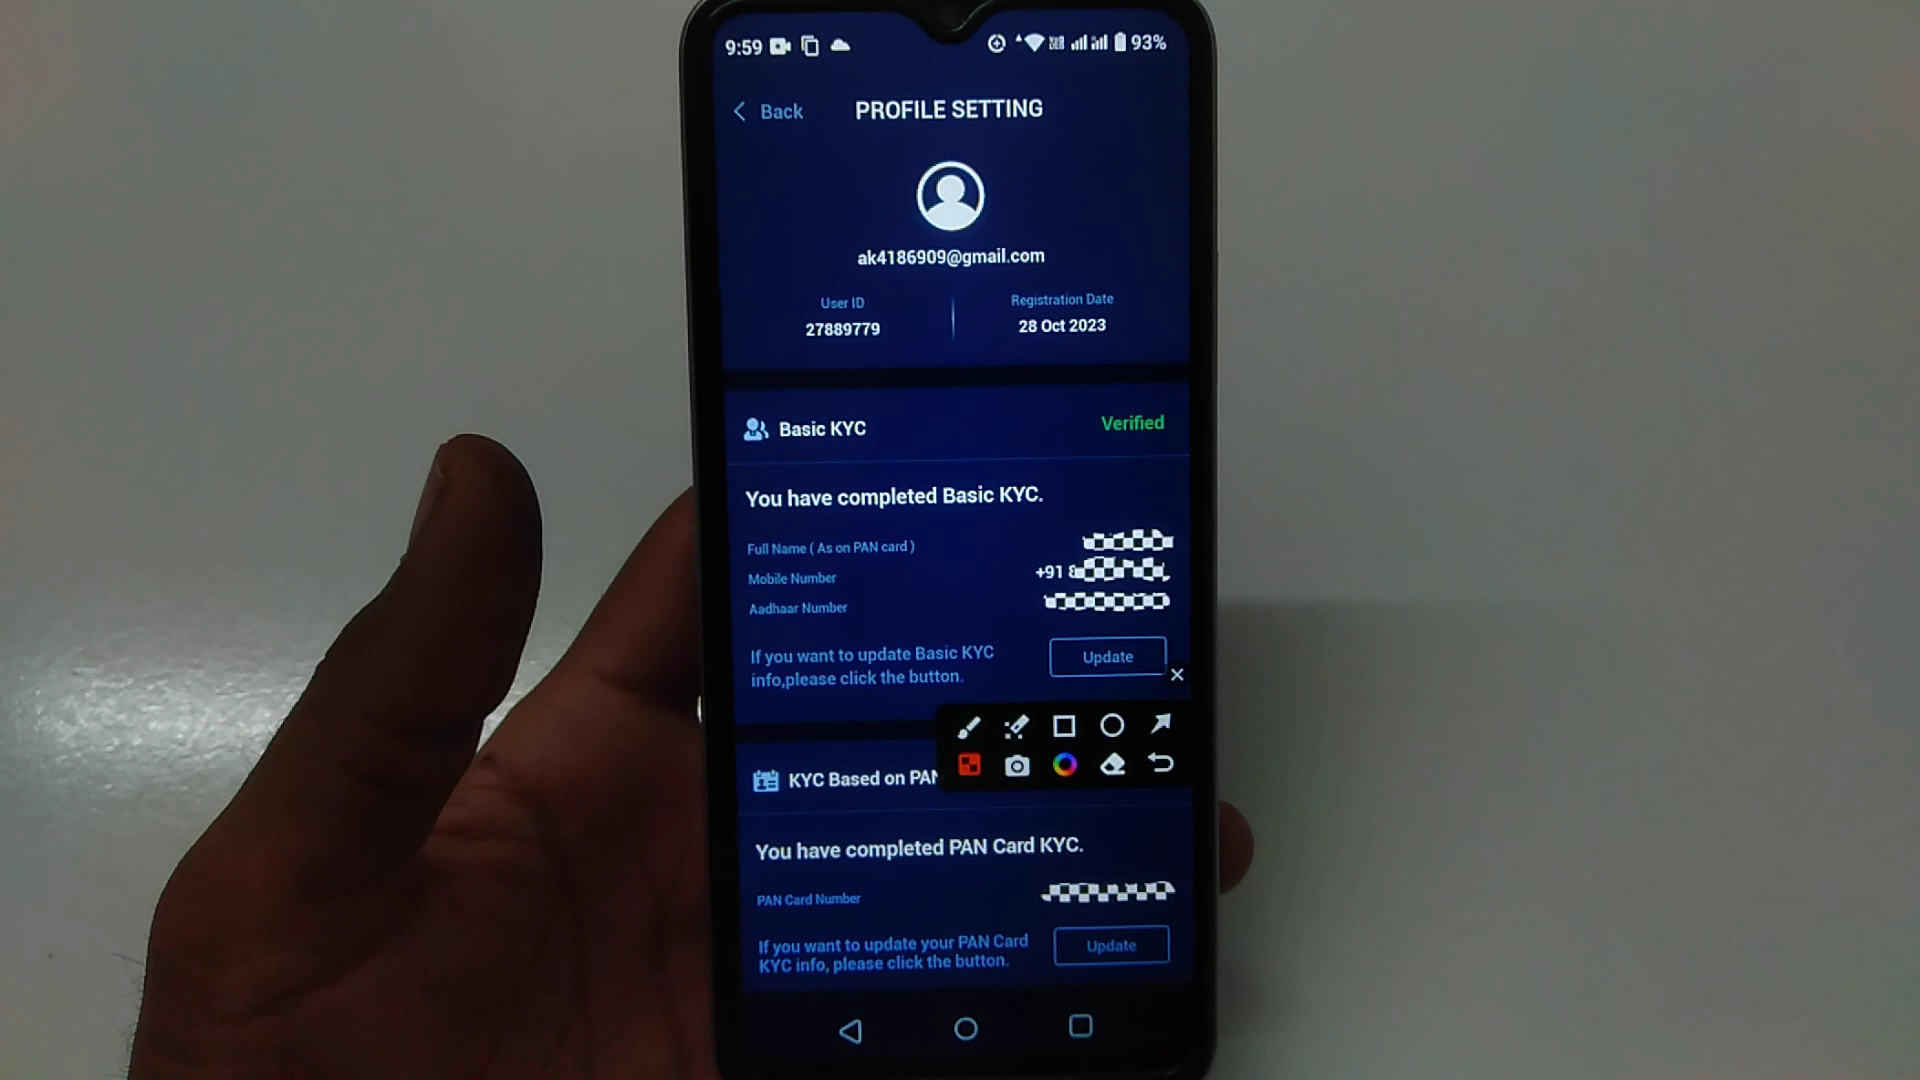 9:59 93%
Back PROFILE SETTING
ak4186909@gmail.com
User ID Registration Date
27889779 28 Oct 2023
Basic KYC Verified
You have completed Basic KYC.
Full Name ( As on PAN card )
Mobile Number +91 8
Aadhaar Number
If you want to update Basic KYC
info,please click the button.
Update
KYC Based on PAN
You have completed PAN Card KYC.
PAN Card Number
If you want to update your PAN Card
KYC info, please click the button.
Update